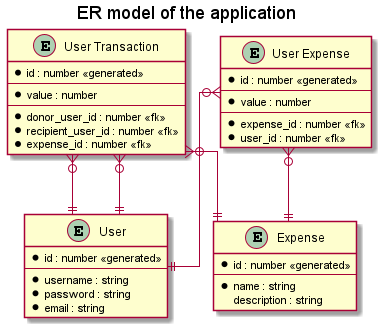 ER model of the application
E User Transaction
id : number «generated»
value : number
donor_user_id : number «fk»
recipient_user_id : number «fk»
expense_id : number «fk»
E User Expense
id : number «generated»
value : number
expense_id : number «fk»
user_id : number «fk»
E User
id : number «generated»
username : string
password : string
email : string
E Expense
id : number «generated»
name : string
description : string